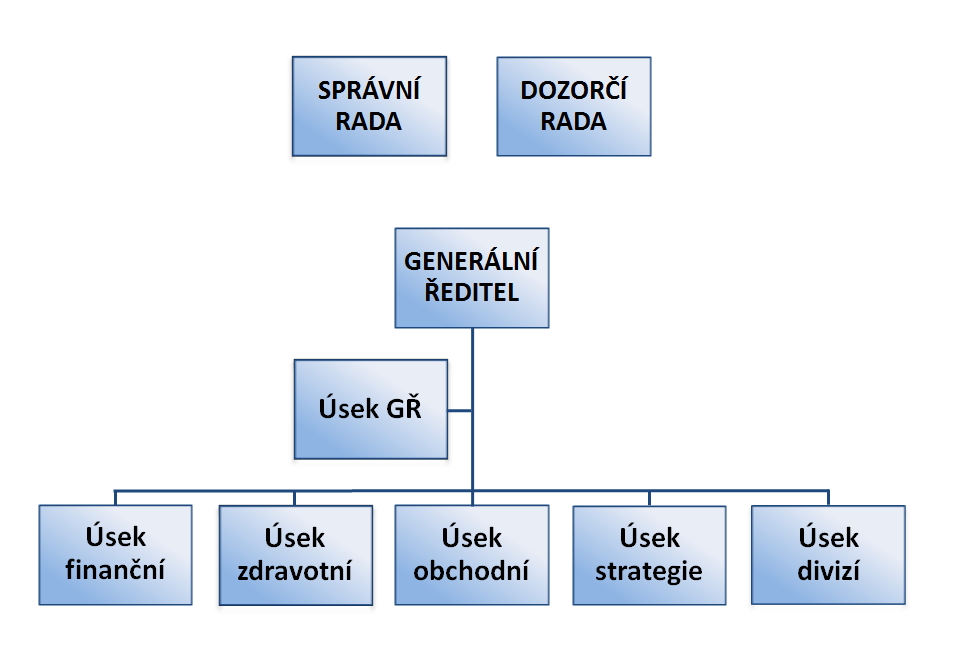 SPRÁVNÍ
RADA
DOZORČÍ
RADA
GENERÁLNÍ
ŘEDITEL
Úsek GŘ
Úsek
finanční
Úsek
zdravotní
Úsek
obchodní
Úsek
strategie
Úsek
divizí